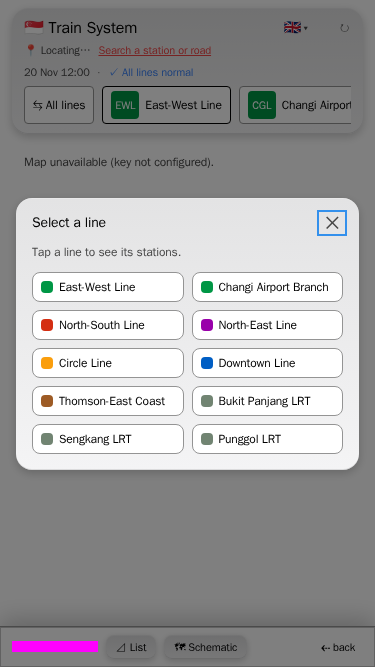 Train System
Locating… Search a station or road
20 Nov 12:00 · ✓ All lines normal
⇆ All lines EWL East-West Line CGL Changi Airport
Map unavailable (key not configured).
Select a line
Tap a line to see its stations.
East-West Line Changi Airport Branch
North-South Line North-East Line
Circle Line Downtown Line
Thomson-East Coast Bukit Panjang LRT
Sengkang LRT Punggol LRT
List Schematic ← back